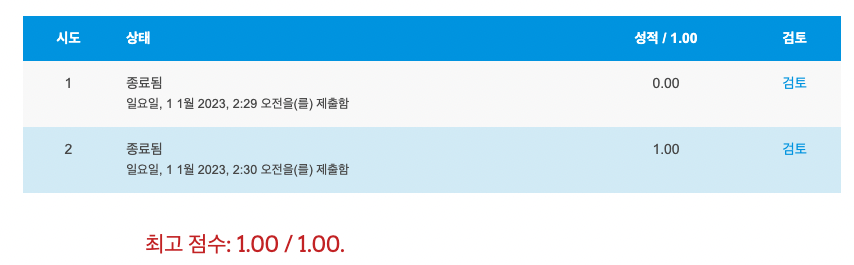 시도 상태 성적 / 1.00 검토
1 종료됨 0.00 검토
일요일, 1 1월 2023, 2:29 오전을(를) 제출함
2 종료됨 1.00 검토
일요일, 1 1월 2023, 2:30 오전을(를) 제출함
최고 점수: 1.00 / 1.00.